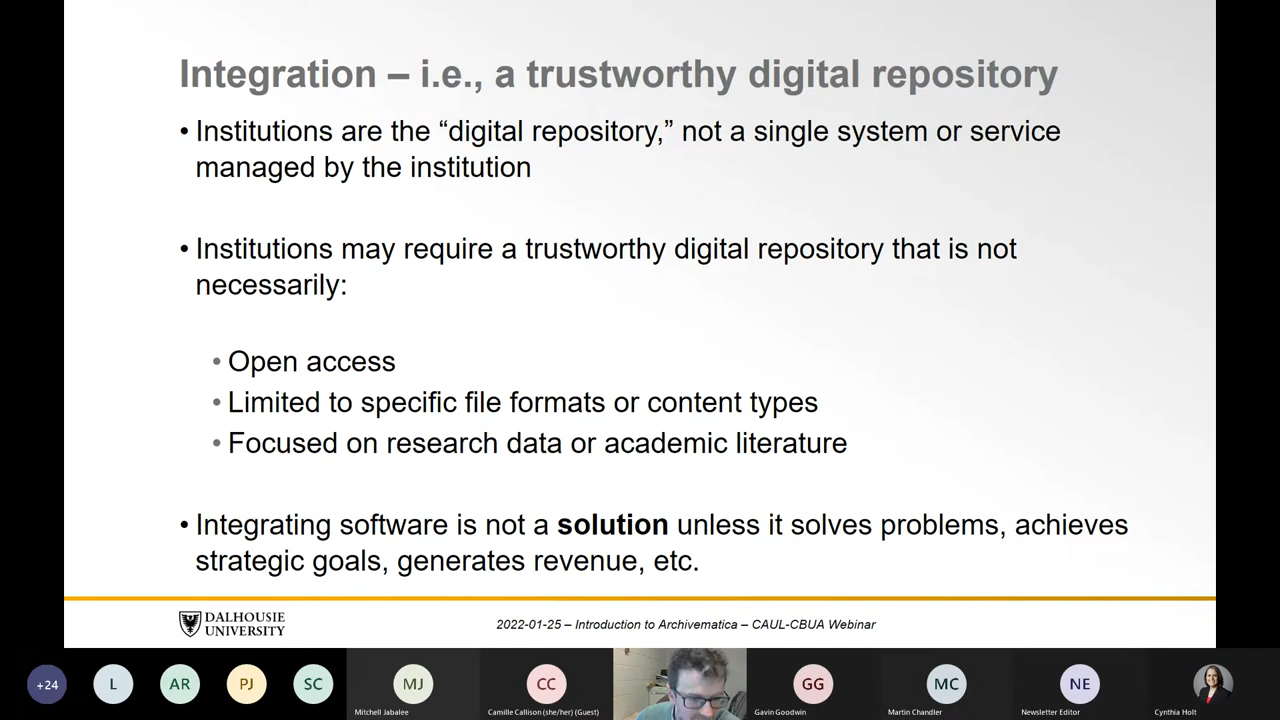 Integration – i.e., a trustworthy digital repository
• Institutions are the “digital repository,” not a single system or service
managed by the institution
• Institutions may require a trustworthy digital repository that is not
necessarily:
• Open access
• Limited to specific file formats or content types
• Focused on research data or academic literature
• Integrating software is not a solution unless it solves problems, achieves
strategic goals, generates revenue, etc.
DALHOUSIE
UNIVERSITY
2022-01-25 – Introduction to Archivematica – CAUL-CBUA Webinar
+24
L
AR
PJ
SC
MJ
CC
GG
MC
NE
Mitchell Jabalee
Camille Callison (she/her) (Guest)
Gavin Goodwin
Martin Chandler
Newsletter Editor
Cynthia Holt